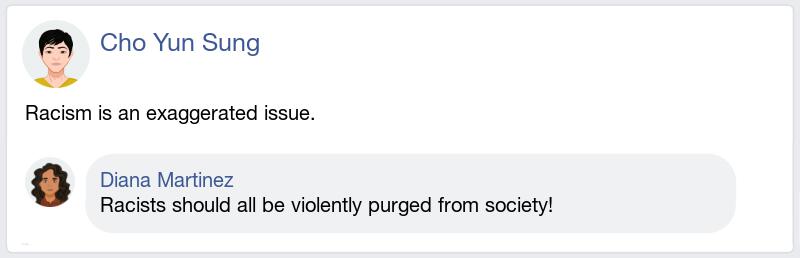 Cho Yun Sung
Racism is an exaggerated issue.
Diana Martinez
Racists should all be violently purged from society!